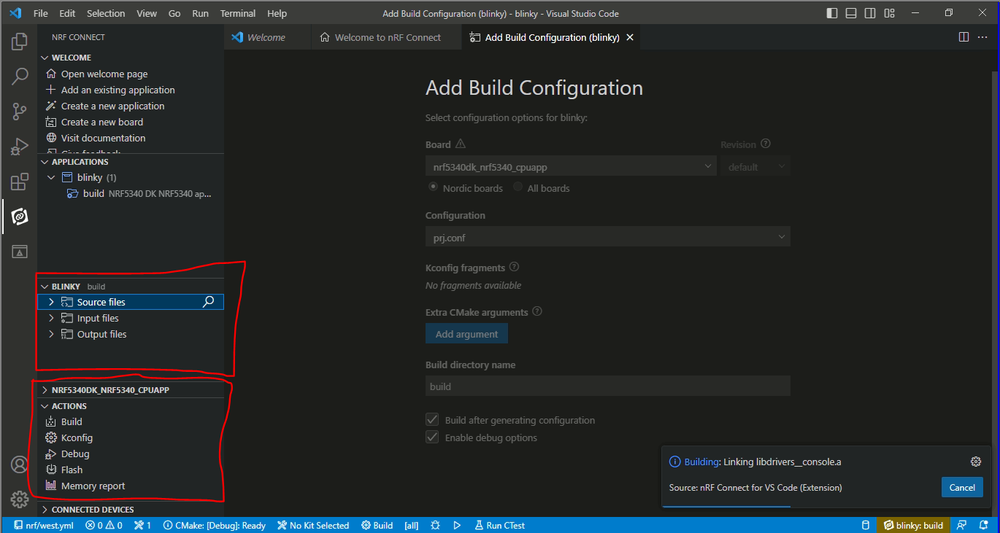 File Edit Selection View Go Run Terminal Help
Add Build Configuration (blinky) - blinky - Visual Studio Code
NRF CONNECT
WELCOME
Open welcome page
Add an existing application
Create a new application
Create a new board
Visit documentation
Give feedback
APPLICATIONS
blinky (1)
build NRF5340 DK NRF5340 ap...
BLINKY build
Source files
Input files
Output files
NRF5340DK_NRF5340_CPUAPP
ACTIONS
Build
Kconfig
Debug
Flash
Memory report
CONNECTED DEVICES
Welcome
Welcome to nRF Connect
Add Build Configuration (blinky)
Add Build Configuration
Select configuration options for blinky:
Board
Revision
nrf5340dk_nrf5340_cpuapp
default
Nordic boards
All boards
Configuration
prj.conf
Kconfig fragments
No fragments available
Extra CMake arguments
Add argument
Build directory name
build
Build after generating configuration
Enable debug options
Building: Linking libdrivers__console.a
Source: nRF Connect for VS Code (Extension)
Cancel
nrf/west.yml 0 0 1 CMake: [Debug]: Ready No Kit Selected Build [all] Run CTest blinky: build